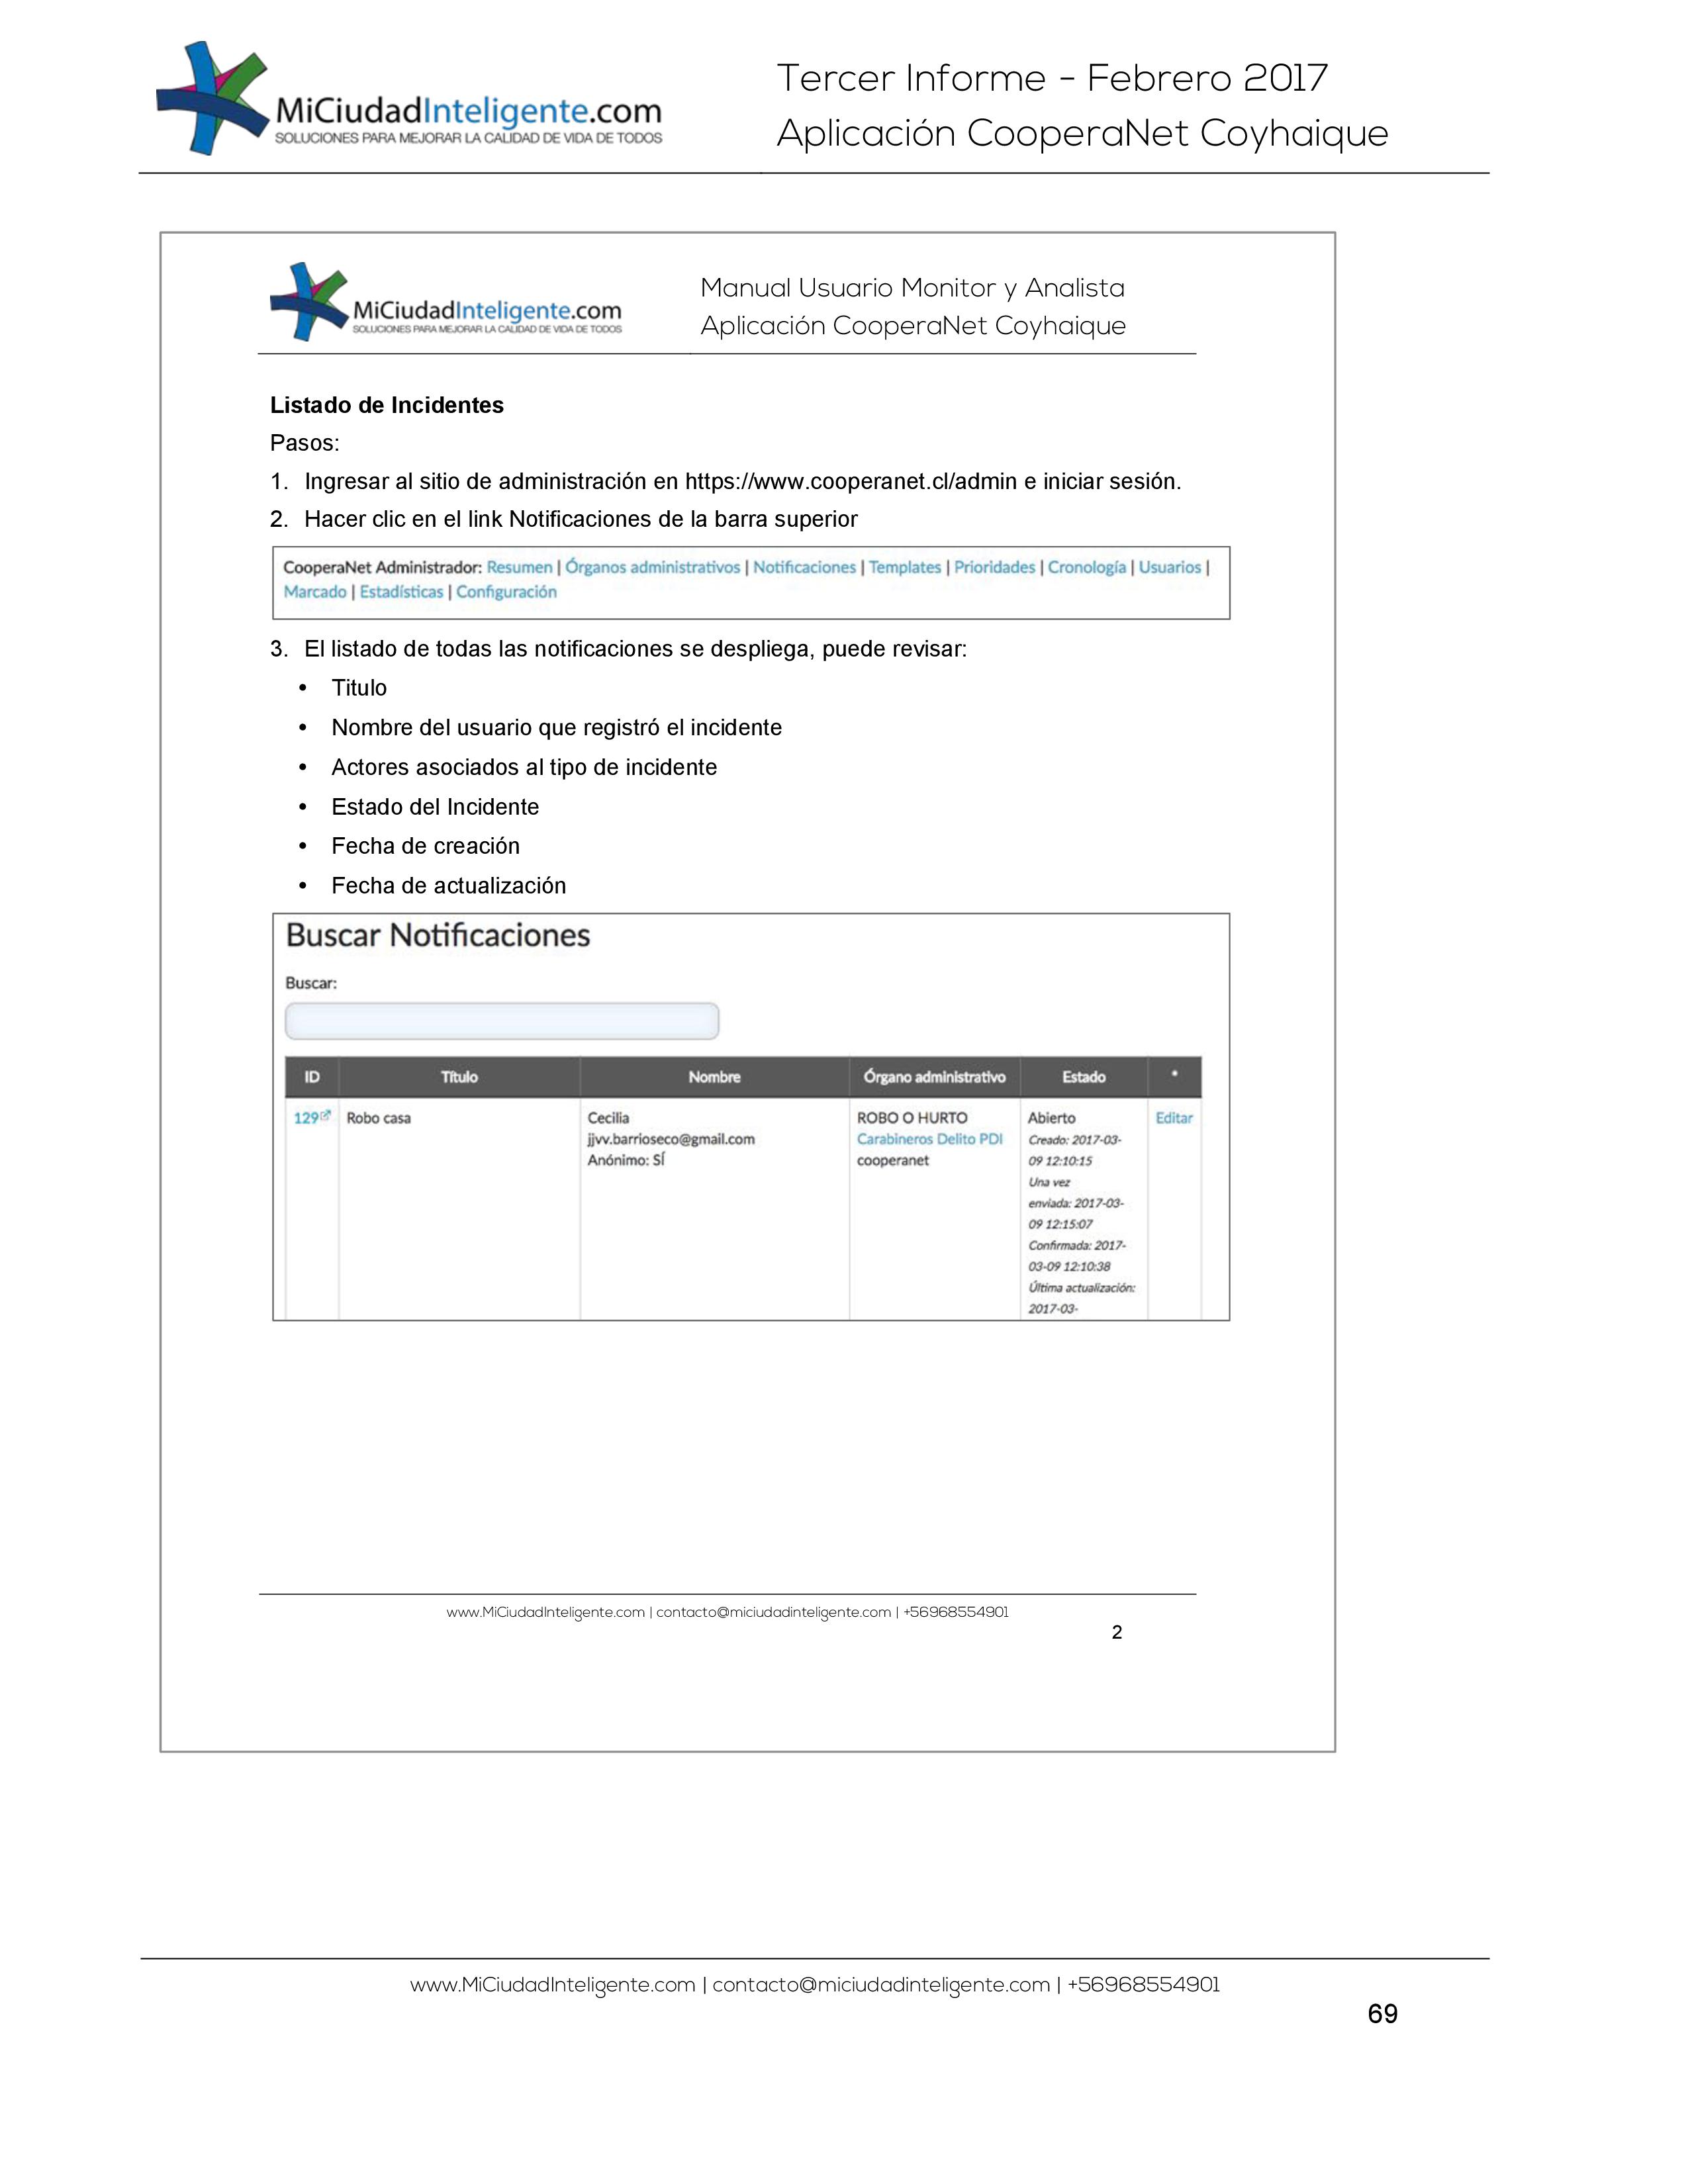 MiCiudadInteligente.com
SOLUCIONES PARA MEJORAR LA CALIDAD DE VIDA DE TODOS
Tercer Informe - Febrero 2017
Aplicación CooperaNet Coyhaique
MiCiudadInteligente.com
SOLUCIONES PARA MEJORAR LA CALIDAD DE VIDA DE TODOS
Manual Usuario Monitor y Analista
Aplicación CooperaNet Coyhaique
Listado de Incidentes
Pasos:
1. Ingresar al sitio de administración en https://www.cooperanet.cl/admin e iniciar sesión.
2. Hacer clic en el link Notificaciones de la barra superior
CooperaNet Administrador: Resumen | Órganos administrativos | Notificaciones | Templates | Prioridades | Cronología | Usuarios |
Marcado | Estadísticas | Configuración
3. El listado de todas las notificaciones se despliega, puede revisar:
• Titulo
• Nombre del usuario que registró el incidente
• Actores asociados al tipo de incidente
• Estado del Incidente
• Fecha de creación
• Fecha de actualización
Buscar Notificaciones
Buscar:
ID Título Nombre Órgano administrativo Estado *
129 Robo casa Cecilia ROBO O HURTO Abierto Editar
jjvv.barrioseco@gmail.com Carabineros Delito PDI Creado: 2017-03-
Anónimo: SÍ cooperanet 09 12:10:15
Una vez
enviada: 2017-03-
09 12:15:07
Confirmada: 2017-
03-09 12:10:38
Última actualización:
2017-03-
www.MiCiudadInteligente.com | contacto@miciudadinteligente.com | +56968554901
2
www.MiCiudadInteligente.com | contacto@miciudadinteligente.com | +56968554901
69